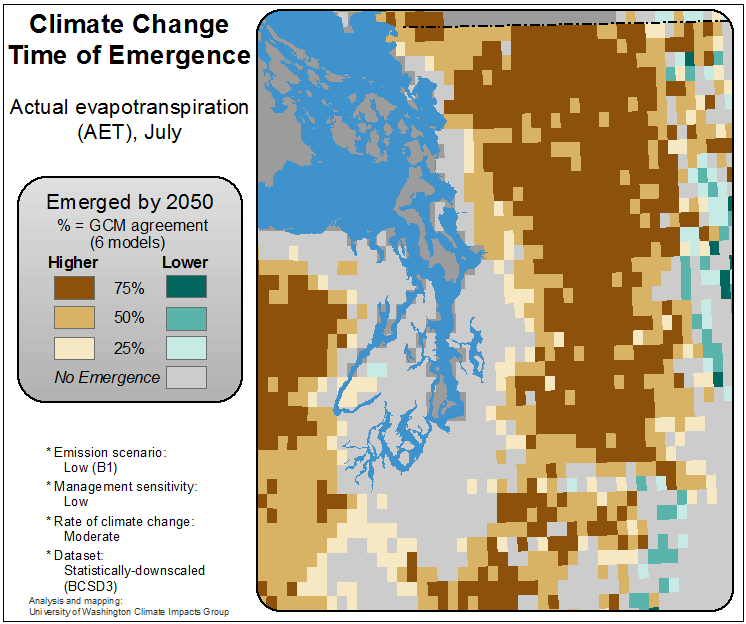 Climate Change
Time of Emergence
Actual evapotranspiration
(AET), July
Emerged by 2050
% = GCM agreement
(6 models)
Higher Lower
75%
50%
25%
No Emergence
* Emission scenario:
Low (B1)
* Management sensitivity:
Low
* Rate of climate change:
Moderate
* Dataset:
Statistically-downscaled
(BCSD3)
Analysis and mapping:
University of Washington Climate Impacts Group